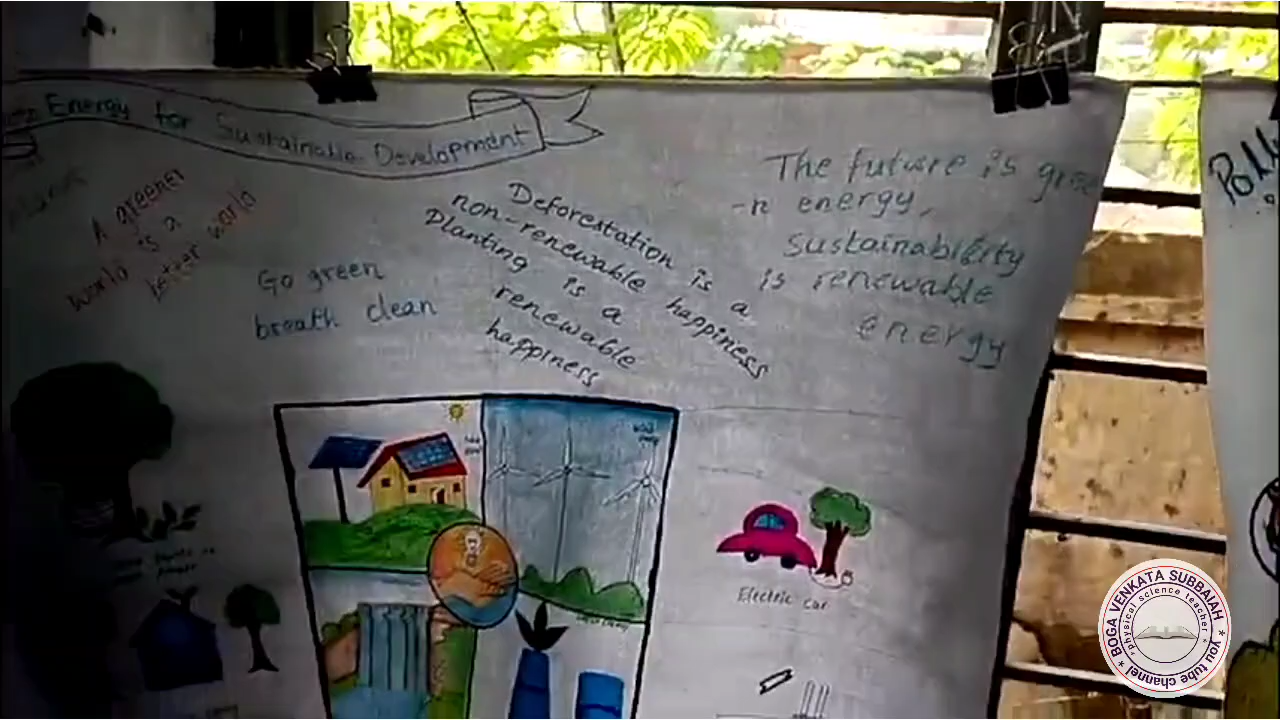 Energy for Sustainable Development
A greener
world is a
better world
Go green
breath clean
Deforestation is a
non-renewable happiness
Planting is a
renewable
happiness
The future is gree
-n energy,
Sustainability
is renewable
energy
Electric car
BOGA VENKATA SUBBAIAH * you tube channel *
* physical science teacher *